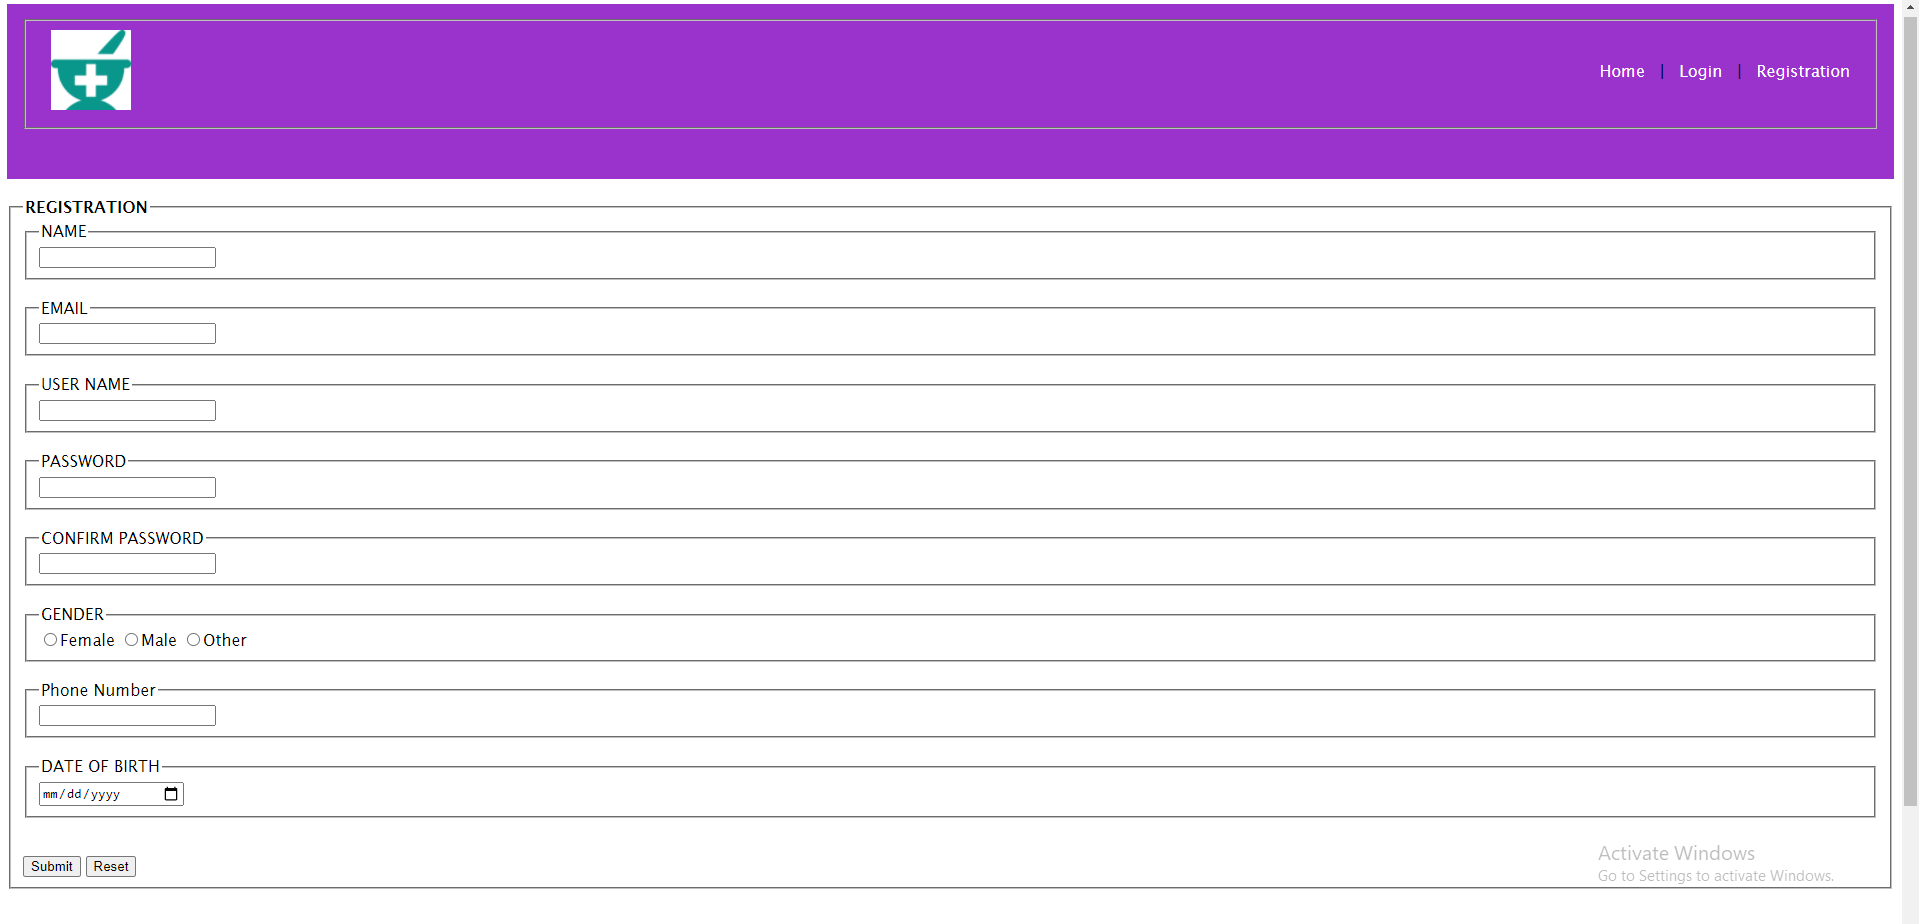 Home | Login | Registration
REGISTRATION
NAME
EMAIL
USER NAME
PASSWORD
CONFIRM PASSWORD
GENDER
Female Male Other
Phone Number
DATE OF BIRTH
mm/dd/yyyy
Submit Reset
Activate Windows
Go to Settings to activate Windows.